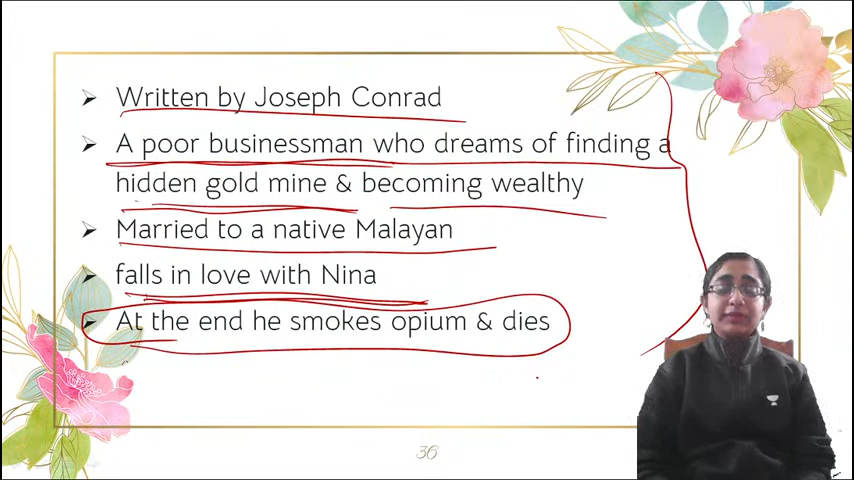 Written by Joseph Conrad
A poor businessman who dreams of finding a
hidden gold mine & becoming wealthy
Married to a native Malayan
falls in love with Nina
At the end he smokes opium & dies
36